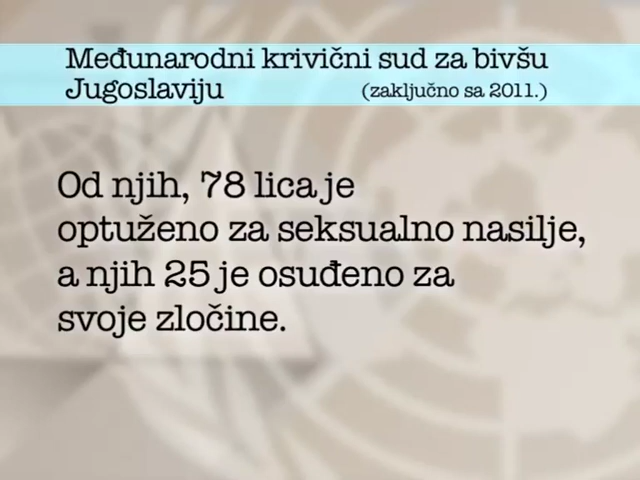 Međunarodni krivični sud za bivšu
Jugoslaviju (zaključno sa 2011.)
Od njih, 78 lica je
optuženo za seksualno nasilje,
a njih 25 je osuđeno za
svoje zločine.